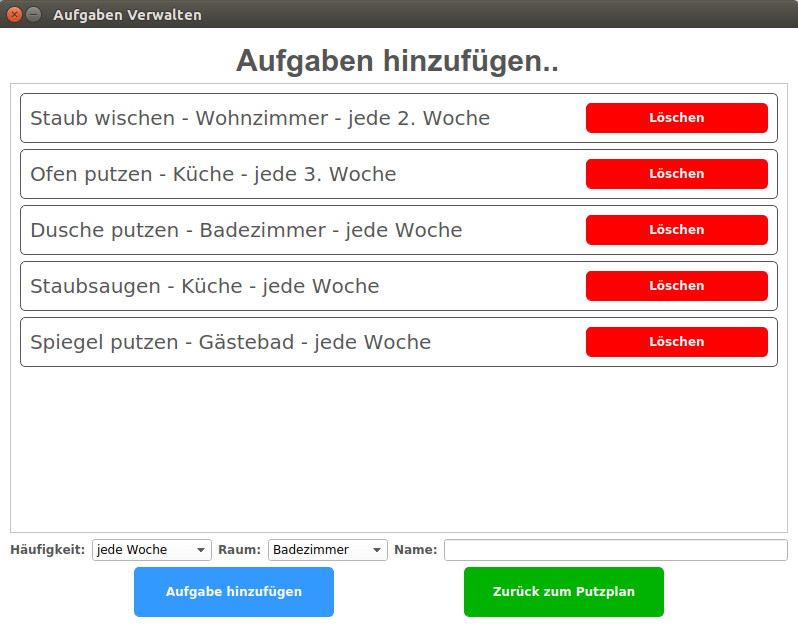 Aufgaben Verwalten
Aufgaben hinzufügen..
Staub wischen - Wohnzimmer - jede 2. Woche Löschen
Ofen putzen - Küche - jede 3. Woche Löschen
Dusche putzen - Badezimmer - jede Woche Löschen
Staubsaugen - Küche - jede Woche Löschen
Spiegel putzen - Gästebad - jede Woche Löschen
Häufigkeit: jede Woche Raum: Badezimmer Name:
Aufgabe hinzufügen Zurück zum Putzplan